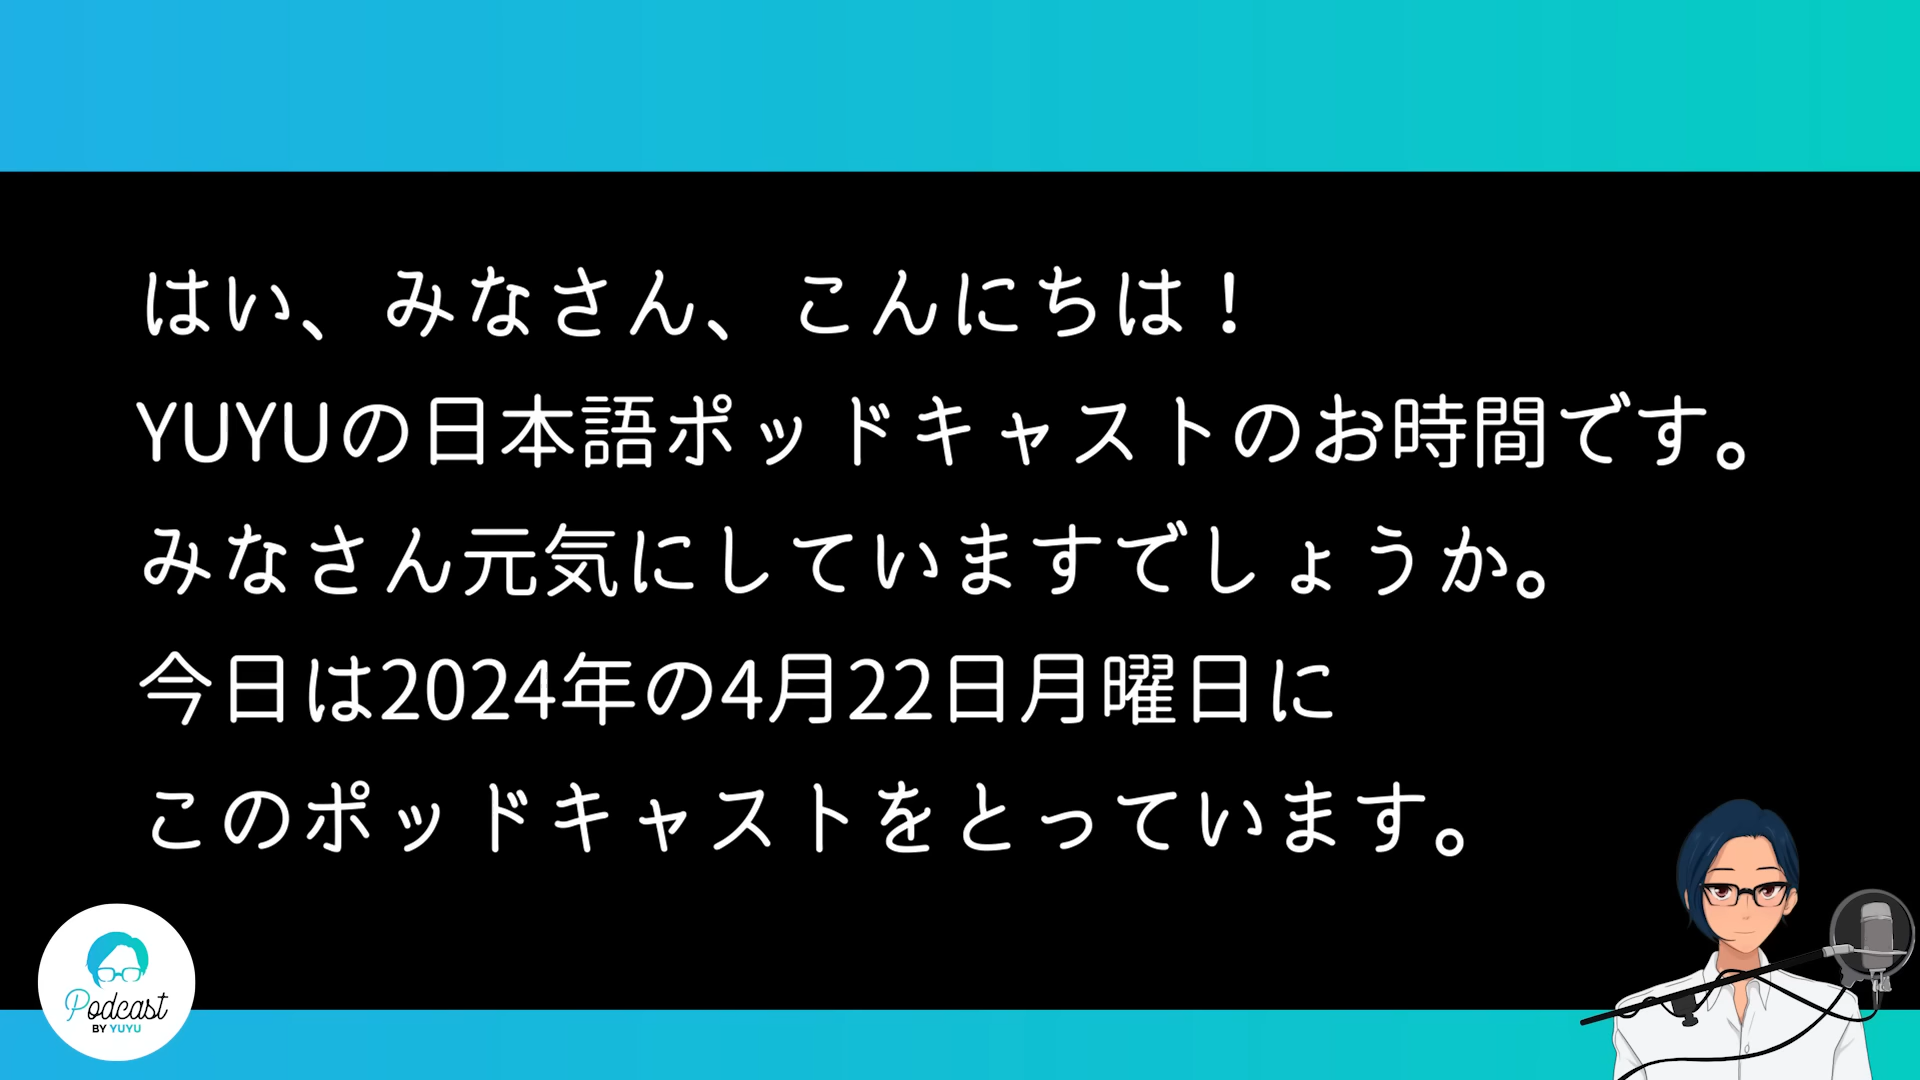 はい、みなさん、こんにちは！
YUYUの日本語ポッドキャストのお時間です。
みなさん元気にしていますでしょうか。
今日は2024年の4月22日月曜日に
このポッドキャストをとっています。
Podcast
BY YUYU